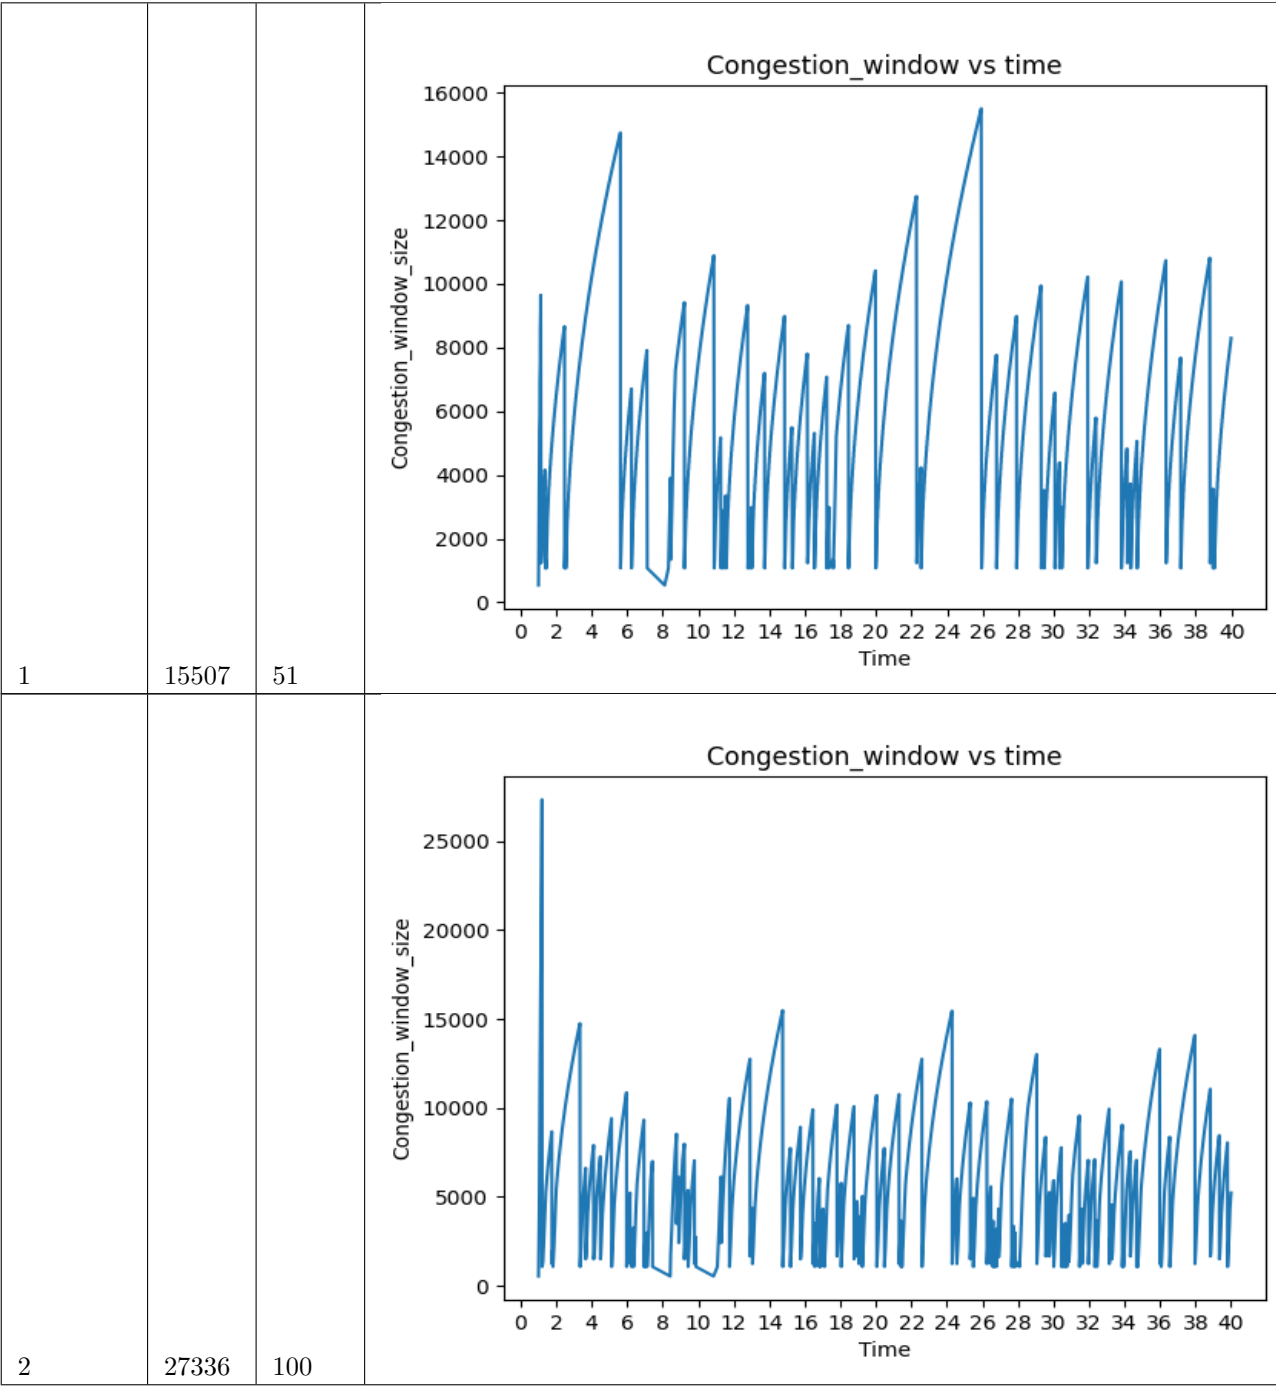 Congestion_window vs time
16000
14000
12000
10000
8000
6000
4000
2000
0
Congestion_window_size
0 2 4 6 8 10 12 14 16 18 20 22 24 26 28 30 32 34 36 38 40
Time
1 15507 51
Congestion_window vs time
25000
20000
15000
10000
5000
0
Congestion_window_size
0 2 4 6 8 10 12 14 16 18 20 22 24 26 28 30 32 34 36 38 40
Time
2 27336 100